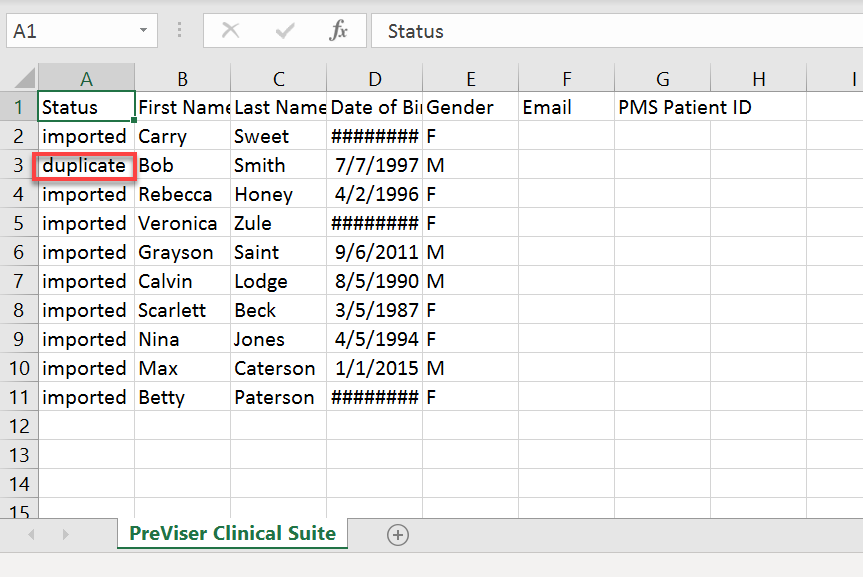 A1 fx Status
A B C D E F G H I
1 Status First Name Last Name Date of Bir Gender Email PMS Patient ID
2 imported Carry Sweet ######## F
3 duplicate Bob Smith 7/7/1997 M
4 imported Rebecca Honey 4/2/1996 F
5 imported Veronica Zule ######## F
6 imported Grayson Saint 9/6/2011 M
7 imported Calvin Lodge 8/5/1990 M
8 imported Scarlett Beck 3/5/1987 F
9 imported Nina Jones 4/5/1994 F
10 imported Max Caterson 1/1/2015 M
11 imported Betty Paterson ######## F
12
13
14
15
PreViser Clinical Suite